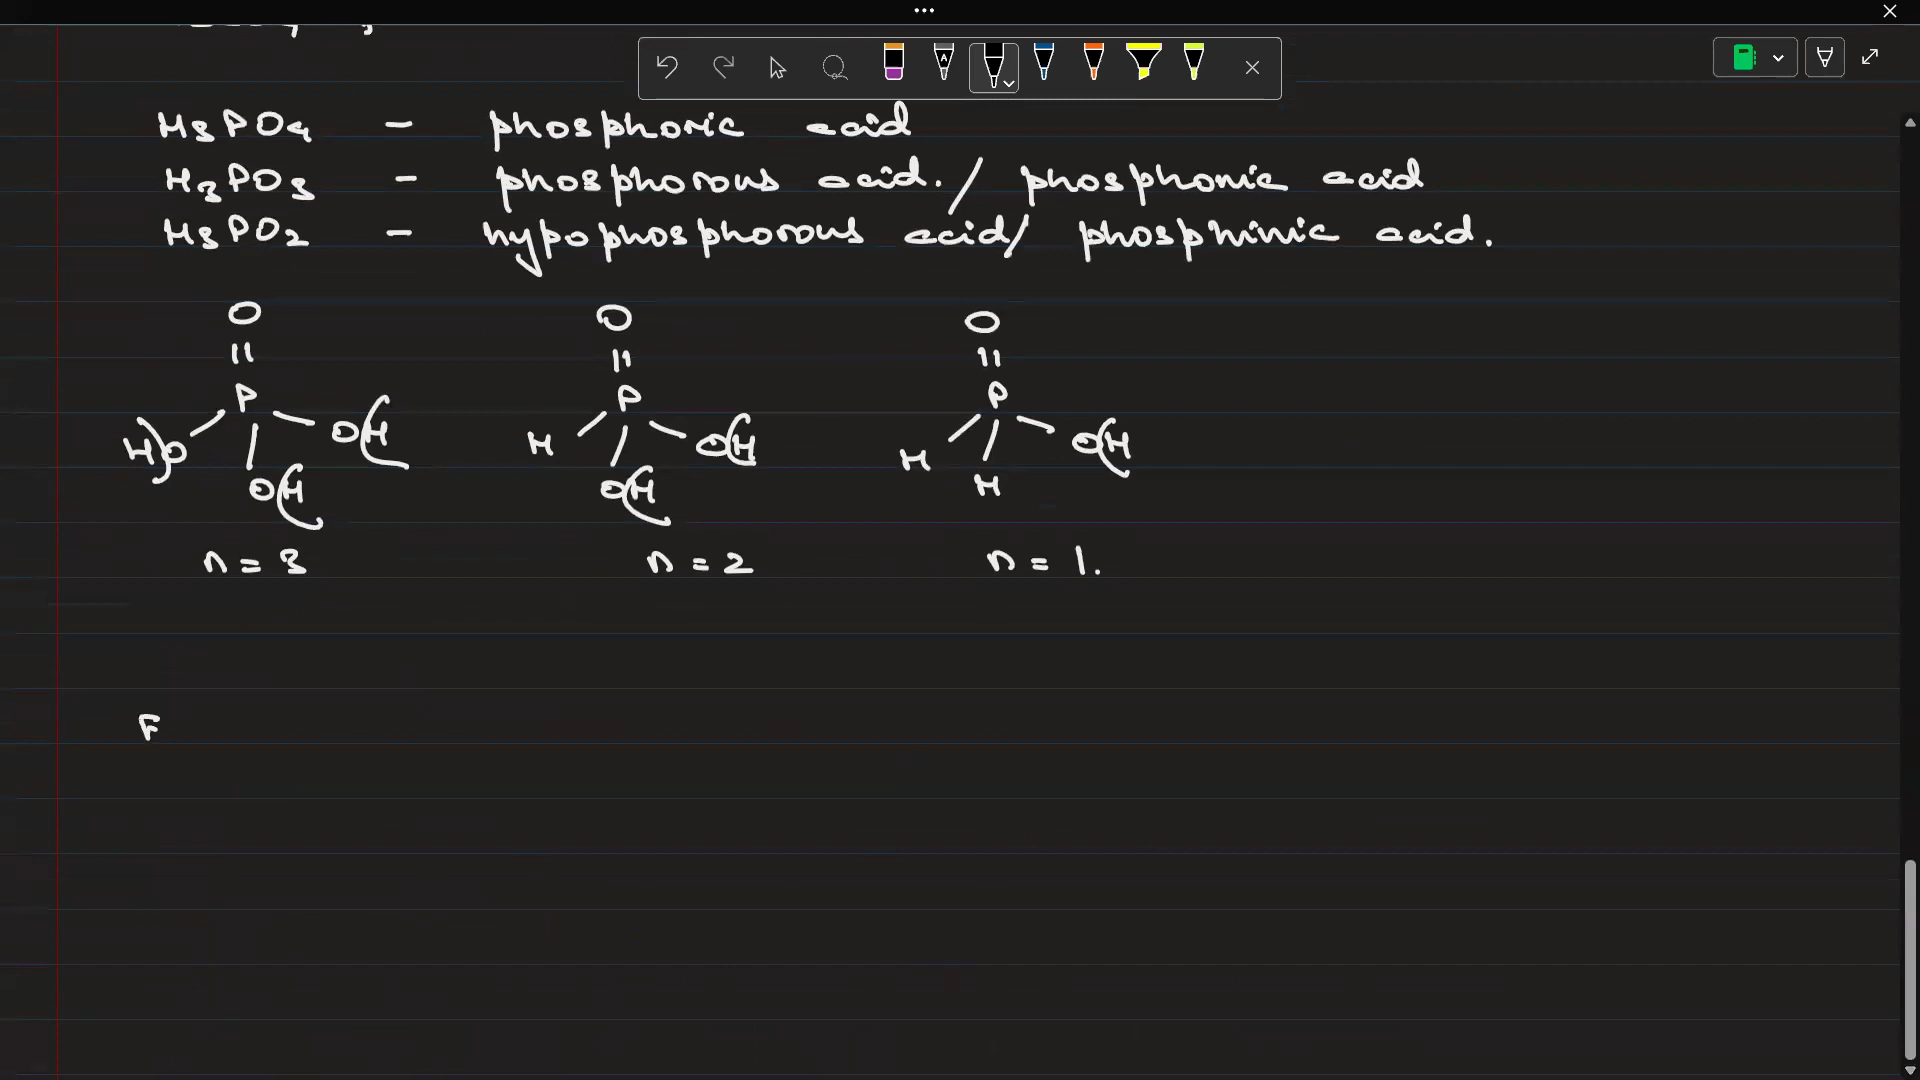 H3PO4 - phosphoric acid
H3PO3 - phosphorous acid. / phosphonic acid
H3PO2 - hypophosphorous acid / phosphinic acid.
O O O
|| || ||
P P P
HO OH H OH H OH
OH OH H
n = 3 n = 2 n = 1.
F